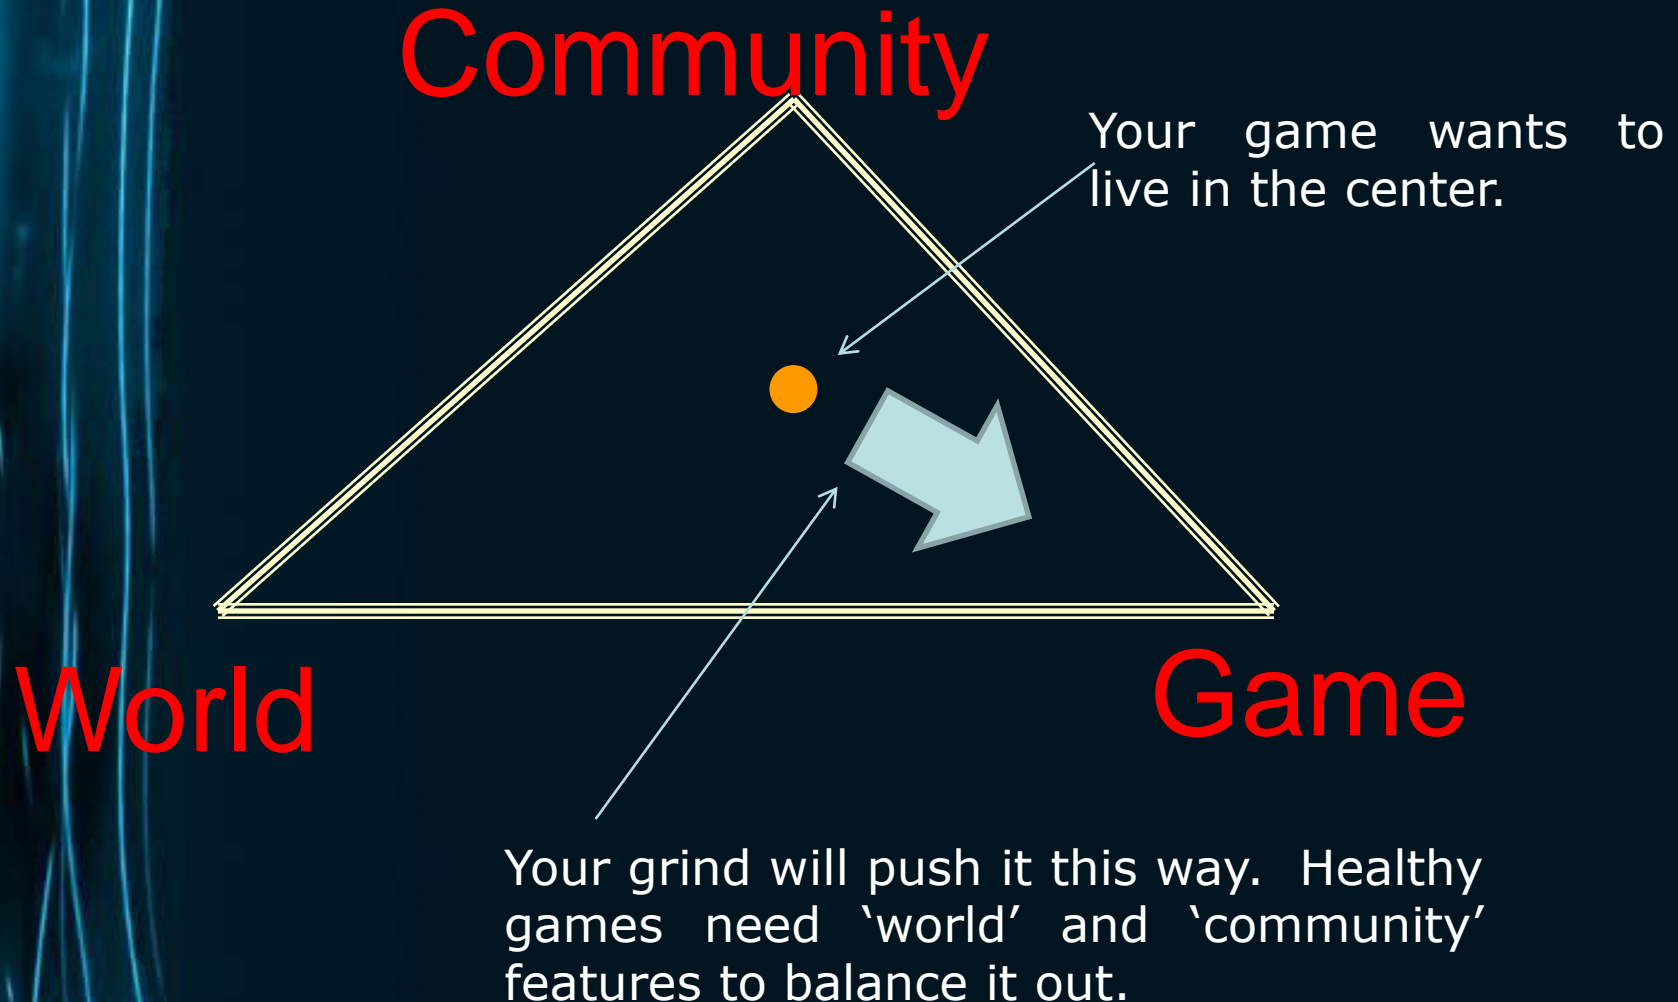 Community
Your game wants to
live in the center.
World
Game
Your grind will push it this way.  Healthy
games need ‘world’ and ‘community’
features to balance it out.